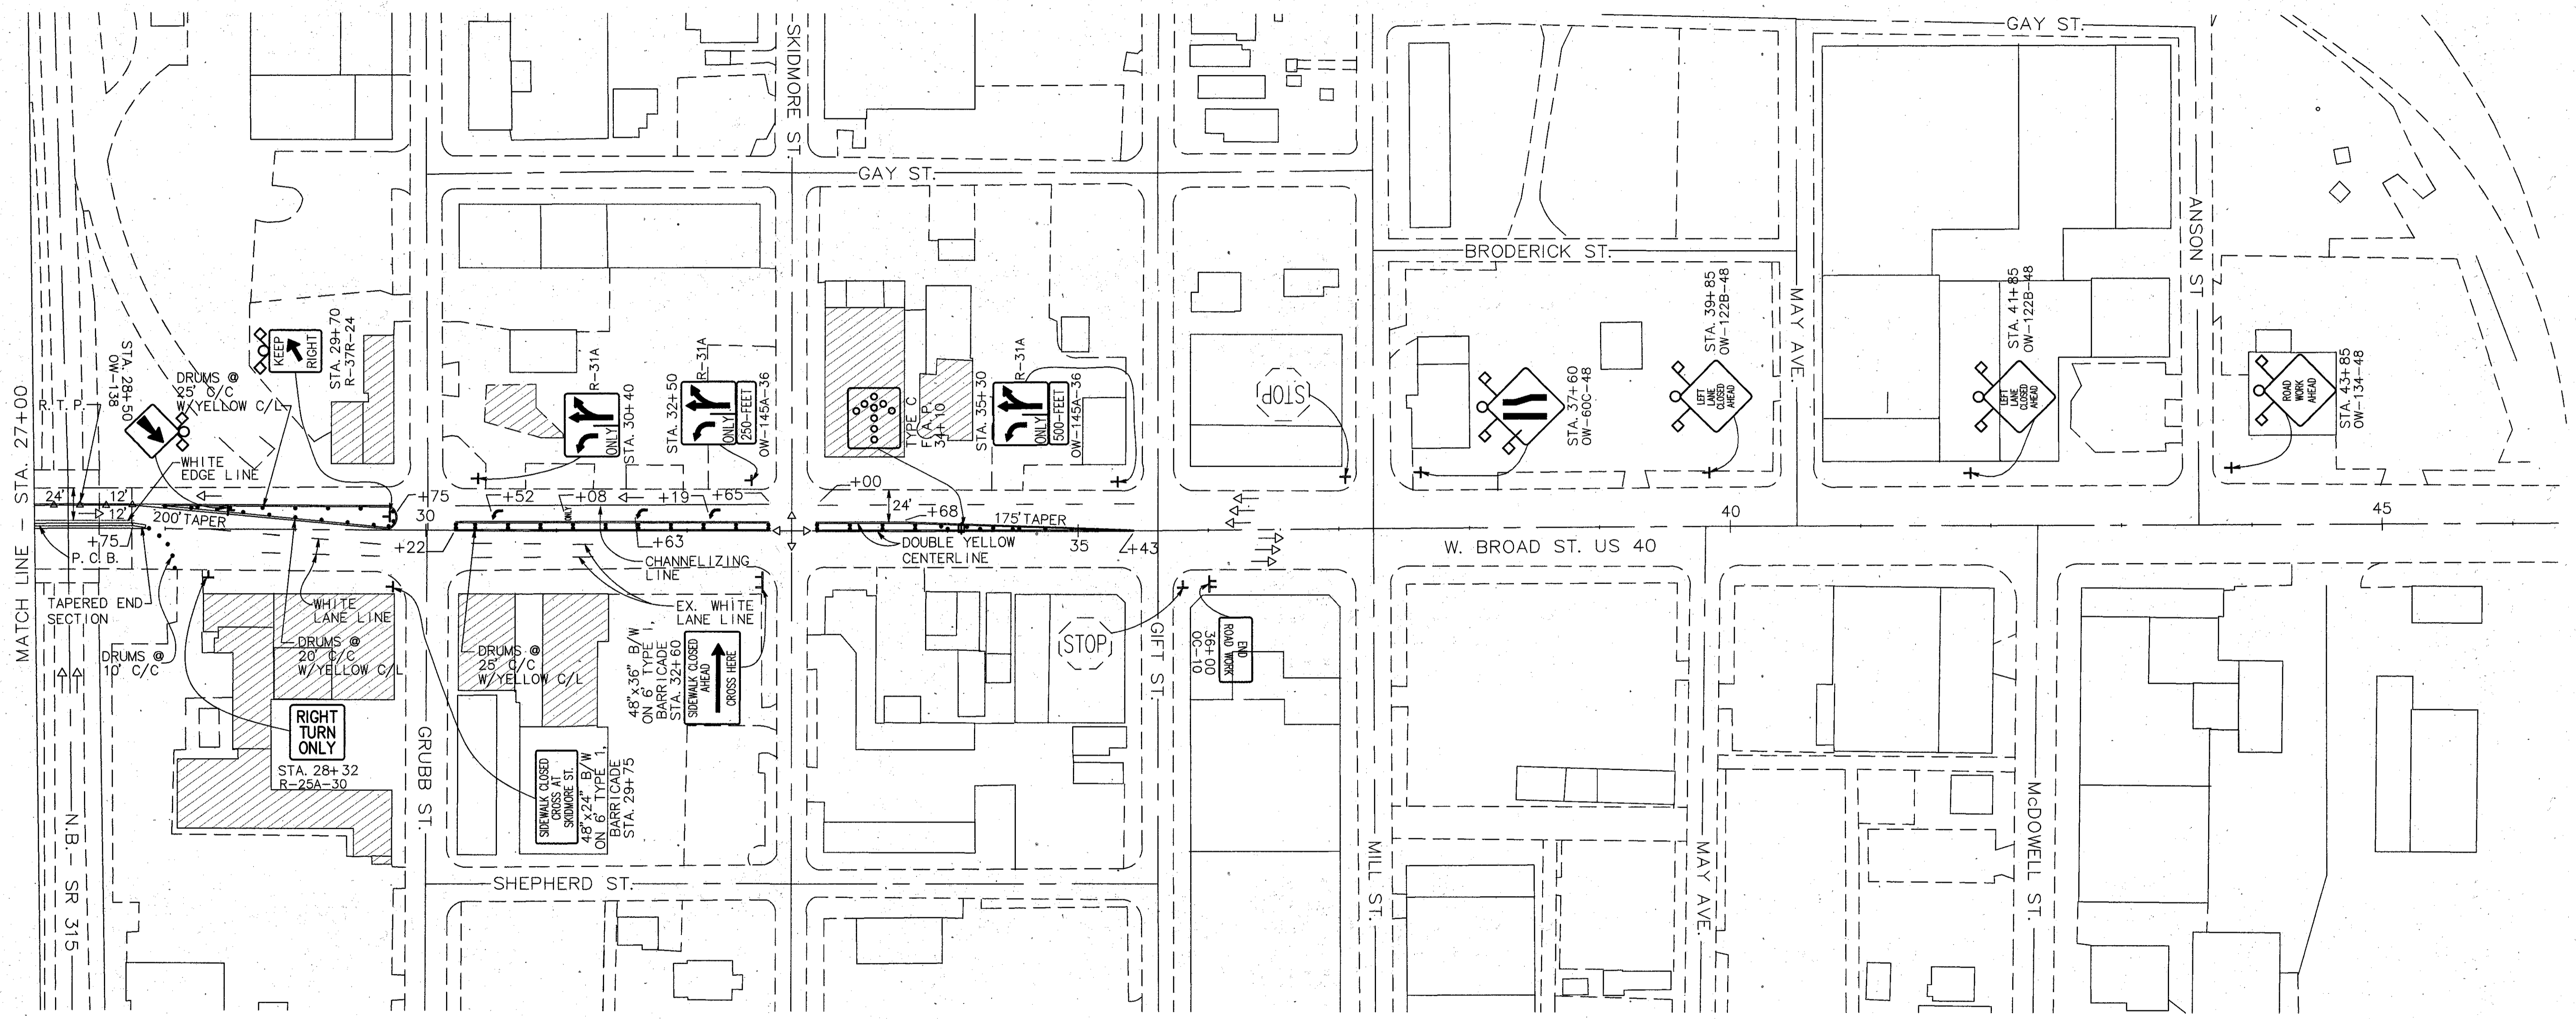 GAY ST.
SKIDMORE ST.
GAY ST.
ANSON ST
BRODERICK ST.
MAY AVE.
STA. 28+50
OW-138
KEEP
RIGHT
STA. 29+70
R-37R-24
DRUMS @
25' C/C
W/YELLOW C/L
R.T.P.
WHITE
EDGE LINE
ONLY
R-31A
STA. 30+40
STA. 32+50
ONLY
R-31A
250-FEET
OW-145A-36
TYPE C
F.A.P.
34+10
STA. 35+30
ONLY
R-31A
500-FEET
OW-145A-36
STOP
STA. 37+60
OW-60C-48
LEFT
LANE
CLOSED
AHEAD
STA. 39+85
OW-122B-48
LEFT
LANE
CLOSED
AHEAD
STA. 41+85
OW-122B-48
ROAD
WORK
AHEAD
STA. 43+85
OW-134-48
MATCH LINE - STA. 27+00
24'
12'
12'
+75
P.C.B.
200' TAPER
+75
30
+22
+52
+08
ONLY
+19
+65
+63
+00
24'
+68
175' TAPER
35
+43
40
45
DOUBLE YELLOW
CENTERLINE
W. BROAD ST. US 40
CHANNELIZING
LINE
EX. WHITE
LANE LINE
TAPERED END
SECTION
WHITE
LANE LINE
DRUMS @
10' C/C
DRUMS @
20' C/C
W/YELLOW C/L
DRUMS @
25' C/C
W/YELLOW C/L
48"x36" B/W
ON 6' TYPE 1,
BARRICADE
STA. 32+60
SIDEWALK CLOSED
AHEAD
CROSS HERE
STOP
GIFT ST.
END
ROAD WORK
36+00
OC-10
RIGHT
TURN
ONLY
STA. 28+32
R-25A-30
GRUBB ST.
SIDEWALK CLOSED
CROSS AT
SKIDMORE ST.
48"x24" B/W
ON 6' TYPE 1,
BARRICADE
STA. 29+75
SHEPHERD ST.
N.B. - SR 315
MILL ST.
MAY AVE.
McDOWELL ST.